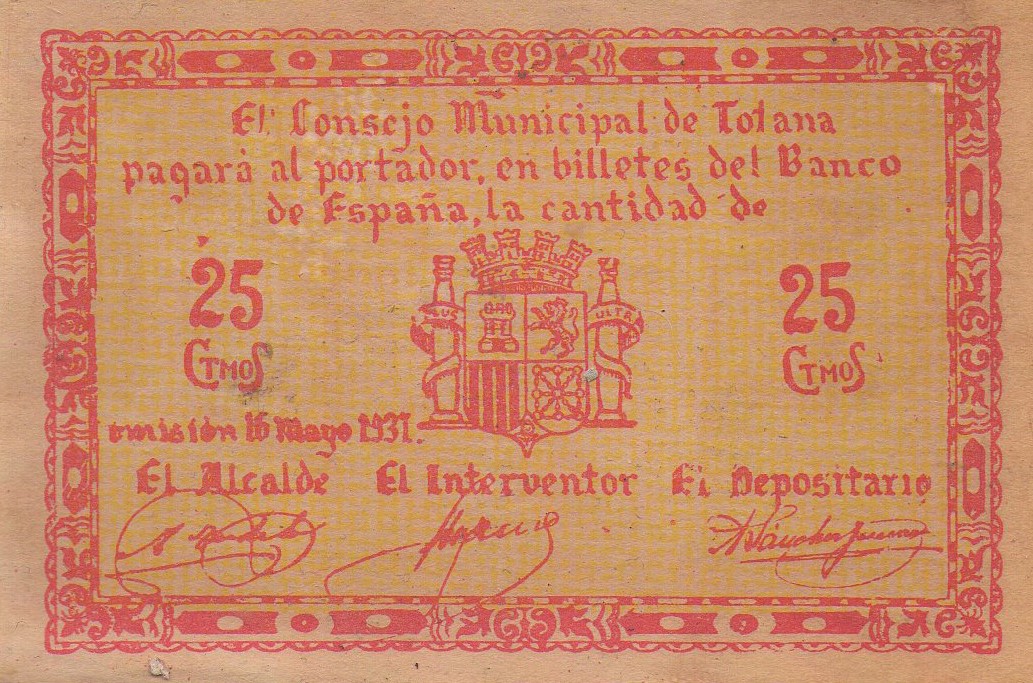 El Consejo Municipal de Totana
pagará al portador, en billetes del Banco
de España, la cantidad de
25 25
CTMOS CTMOS
PLUS ULTRA
emisión 16 Mayo 1937.
El Alcalde El Interventor El Depositario